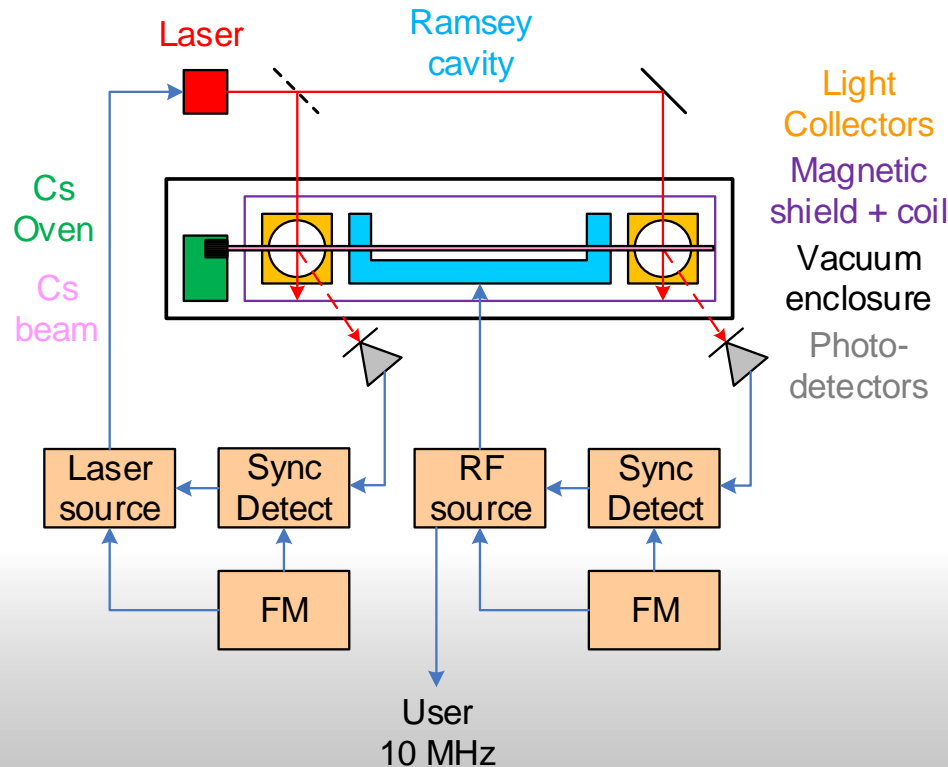 Laser
Ramsey
cavity
Light
Collectors
Magnetic
shield + coil
Vacuum
enclosure
Photo-
detectors
Cs
Oven
Cs
beam
Laser
source
Sync
Detect
RF
source
Sync
Detect
FM
FM
User
10 MHz